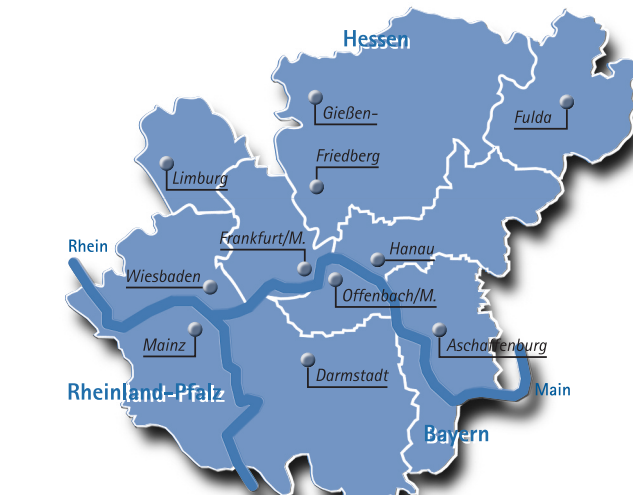 Hessen
Gießen-
Fulda
Friedberg
Limburg
Rhein
Frankfurt/M.
Hanau
Wiesbaden
Offenbach/M.
Mainz
Aschaffenburg
Darmstadt
Rheinland-Pfalz
Main
Bayern